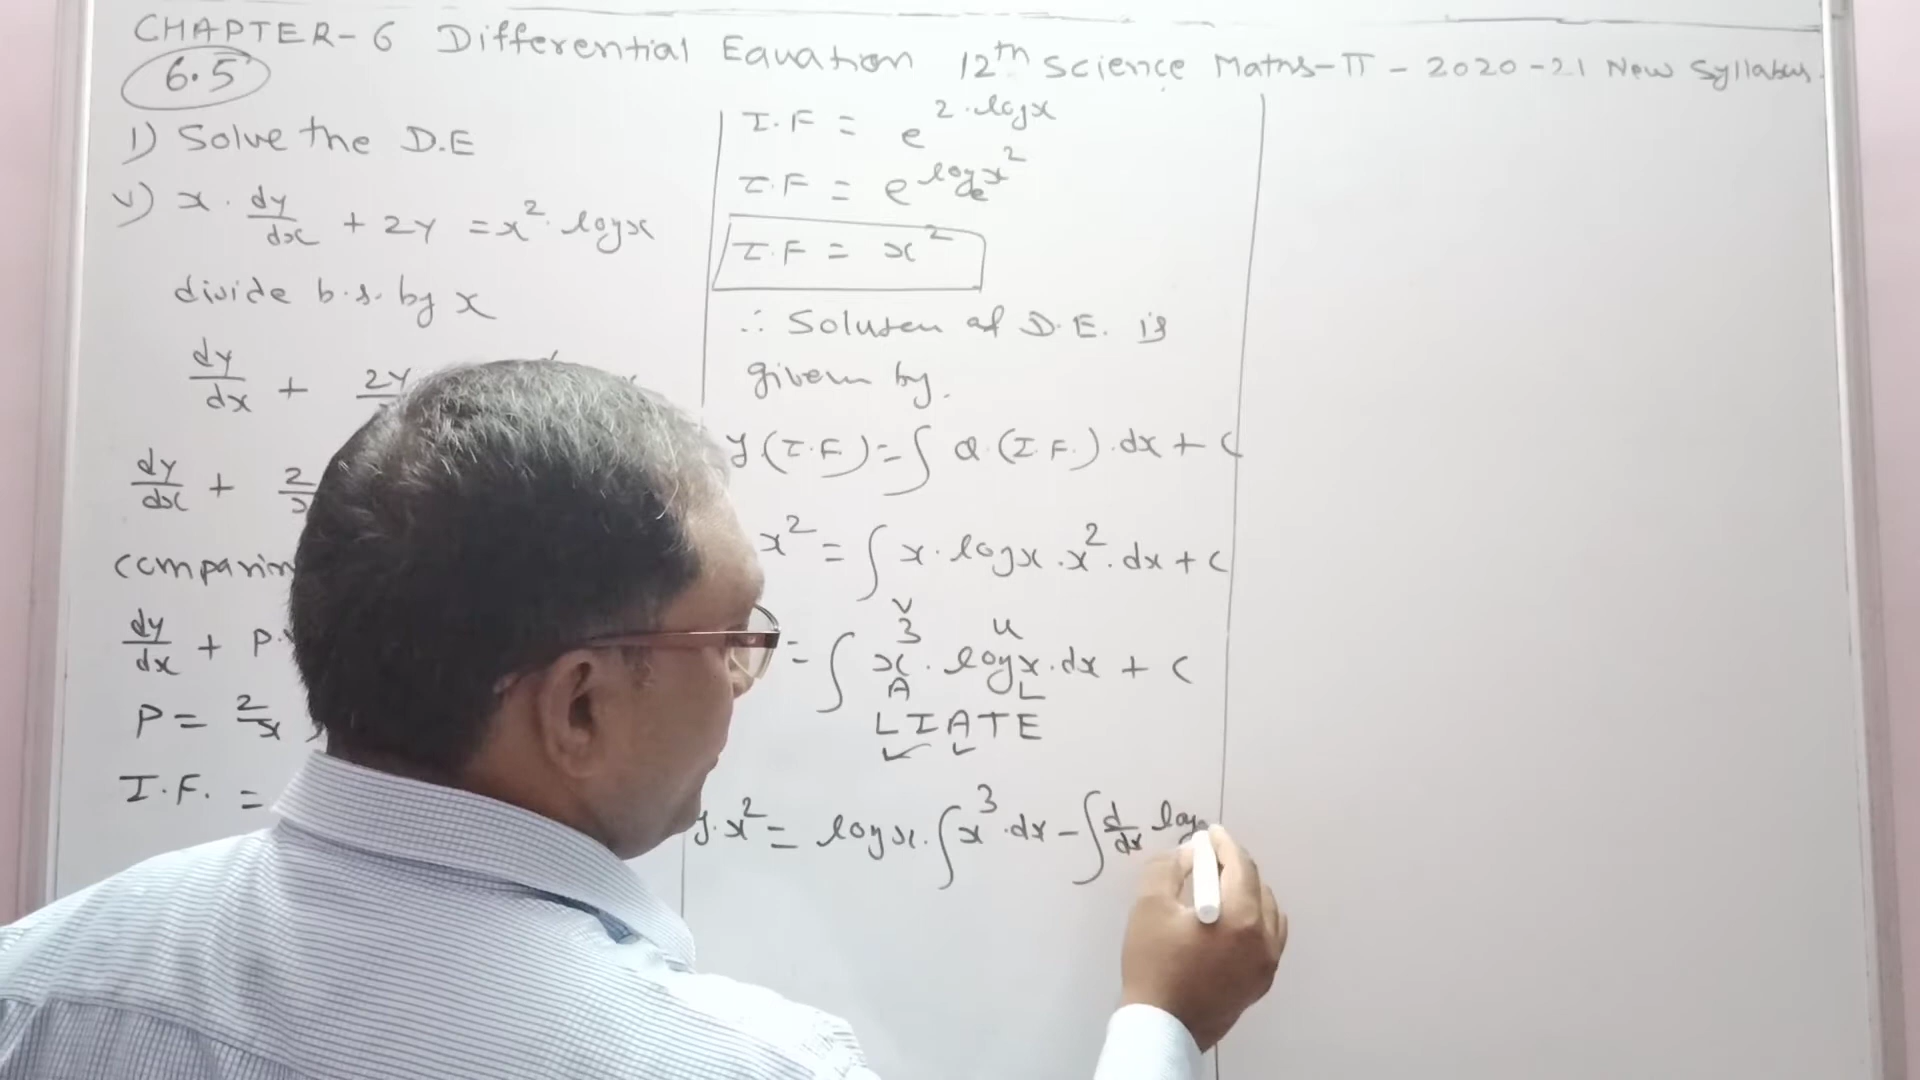 CHAPTER-6 Differential Equation 12th Science Maths-II - 2020-21 New Syllabus.
6.5
1) Solve the D.E
v) x · dy/dx + 2y = x² · logx
divide b.s. by x
dy/dx + 2y
dy/dx + 2
comparin
dy/dx + P·
P = 2/x
I.F. =
I.F = e^(2·logx)
I.F = e^(logₑx²)
I.F = x²
∴ Soluten of D.E. is
given by.
y (I.F) = ∫ Q·(I.F.)·dx + C
x² = ∫ x · logx · x² · dx + C
v u
= ∫ x³ · logx · dx + C
A L
LIATE
y·x² = logx · ∫ x³ · dx - ∫ d/dx log